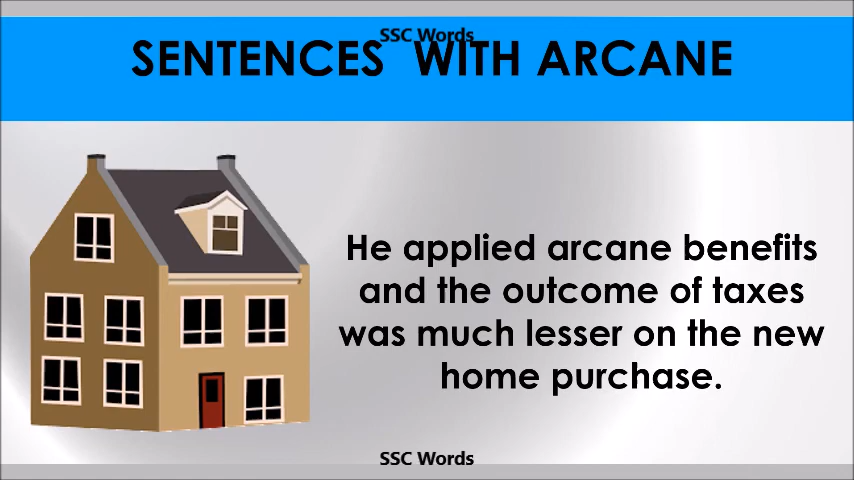 SSC Words
SENTENCES WITH ARCANE
He applied arcane benefits
and the outcome of taxes
was much lesser on the new
home purchase.
SSC Words